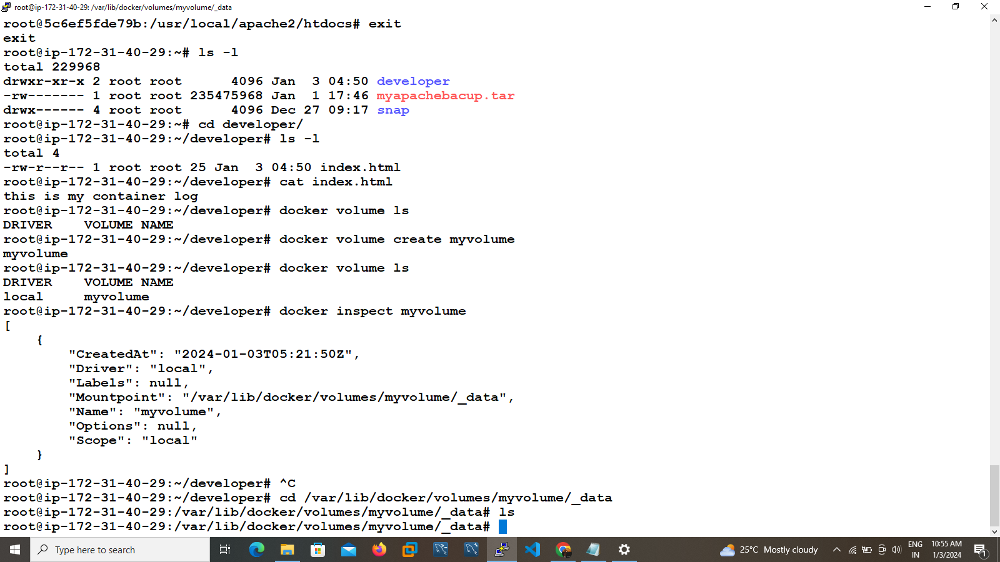 root@ip-172-31-40-29: /var/lib/docker/volumes/myvolume/_data
root@5c6ef5fde79b:/usr/local/apache2/htdocs# exit
exit
root@ip-172-31-40-29:~# ls -l
total 229968
drwxr-xr-x 2 root root      4096 Jan  3 04:50 developer
-rw------- 1 root root 235475968 Jan  1 17:46 myapachebacup.tar
drwx------ 4 root root      4096 Dec 27 09:17 snap
root@ip-172-31-40-29:~# cd developer/
root@ip-172-31-40-29:~/developer# ls -l
total 4
-rw-r--r-- 1 root root 25 Jan  3 04:50 index.html
root@ip-172-31-40-29:~/developer# cat index.html
this is my container log
root@ip-172-31-40-29:~/developer# docker volume ls
DRIVER    VOLUME NAME
root@ip-172-31-40-29:~/developer# docker volume create myvolume
myvolume
root@ip-172-31-40-29:~/developer# docker volume ls
DRIVER    VOLUME NAME
local     myvolume
root@ip-172-31-40-29:~/developer# docker inspect myvolume
[
    {
        "CreatedAt": "2024-01-03T05:21:50Z",
        "Driver": "local",
        "Labels": null,
        "Mountpoint": "/var/lib/docker/volumes/myvolume/_data",
        "Name": "myvolume",
        "Options": null,
        "Scope": "local"
    }
]
root@ip-172-31-40-29:~/developer# ^C
root@ip-172-31-40-29:~/developer# cd /var/lib/docker/volumes/myvolume/_data
root@ip-172-31-40-29:/var/lib/docker/volumes/myvolume/_data# ls
root@ip-172-31-40-29:/var/lib/docker/volumes/myvolume/_data#
Type here to search
25°C Mostly cloudy
ENG
IN
10:55 AM
1/3/2024
1